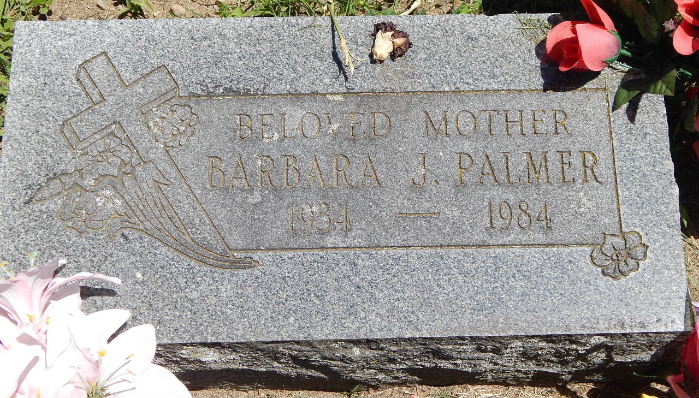 BELOVED MOTHER
BARBARA J. PALMER
1934 — 1984